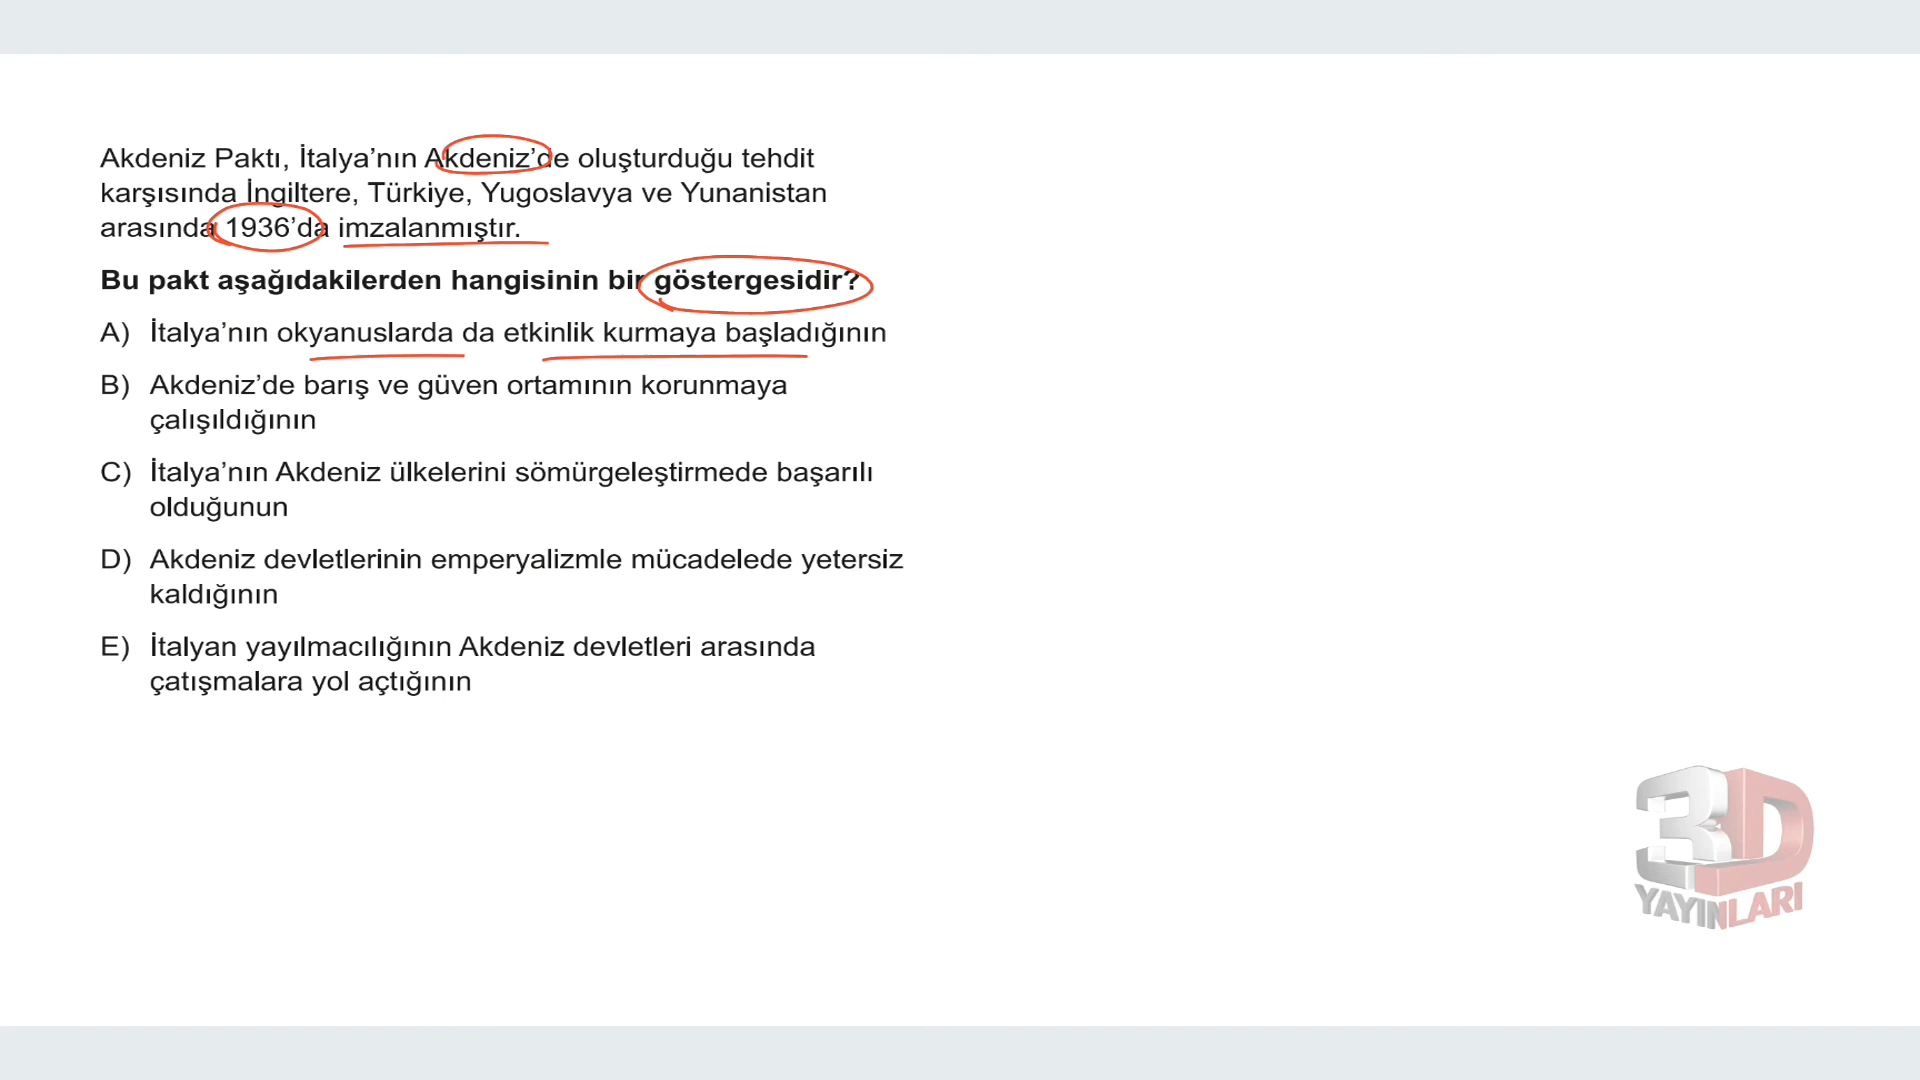 Akdeniz Paktı, İtalya’nın Akdeniz’de oluşturduğu tehdit
karşısında İngiltere, Türkiye, Yugoslavya ve Yunanistan
arasında 1936’da imzalanmıştır.
Bu pakt aşağıdakilerden hangisinin bir göstergesidir?
A) İtalya’nın okyanuslarda da etkinlik kurmaya başladığının
B) Akdeniz’de barış ve güven ortamının korunmaya
çalışıldığının
C) İtalya’nın Akdeniz ülkelerini sömürgeleştirmede başarılı
olduğunun
D) Akdeniz devletlerinin emperyalizmle mücadelede yetersiz
kaldığının
E) İtalyan yayılmacılığının Akdeniz devletleri arasında
çatışmalara yol açtığının
3D
YAYINLARI